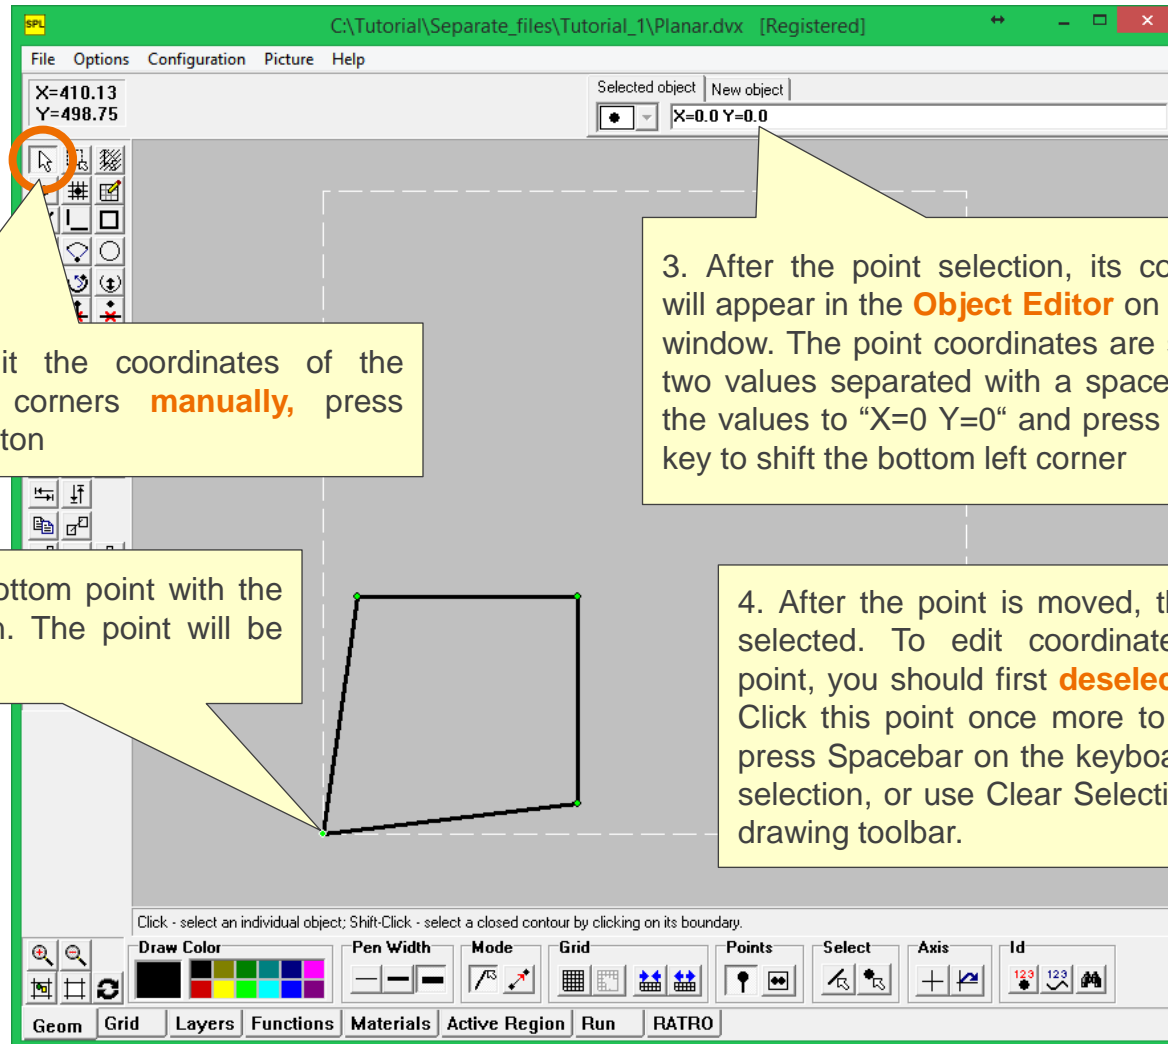 SPL
C:\Tutorial\Separate_files\Tutorial_1\Planar.dvx [Registered]
File Options Configuration Picture Help
X=410.13
Y=498.75
Selected object New object
X=0.0 Y=0.0
it the coordinates of the
corners manually, press
ton
3. After the point selection, its co
will appear in the Object Editor on
window. The point coordinates are
two values separated with a space
the values to “X=0 Y=0“ and press
key to shift the bottom left corner
ottom point with the
. The point will be
4. After the point is moved, t
selected. To edit coordinate
point, you should first deselec
Click this point once more to
press Spacebar on the keyboa
selection, or use Clear Selecti
drawing toolbar.
Click - select an individual object; Shift-Click - select a closed contour by clicking on its boundary.
Draw Color Pen Width Mode Grid Points Select Axis Id
123 123
Geom Grid Layers Functions Materials Active Region Run RATRO